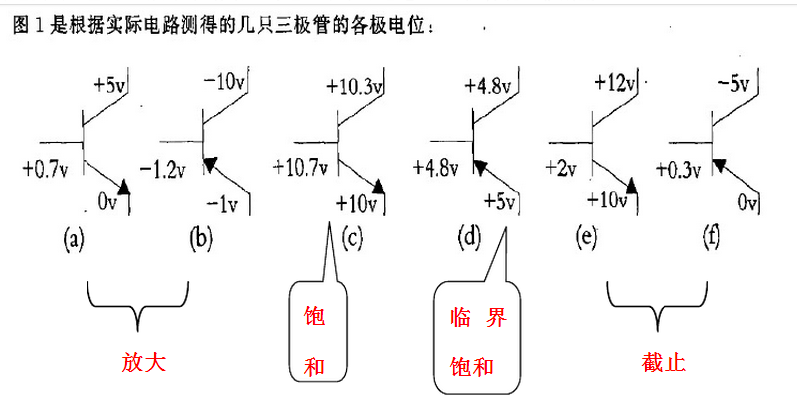 图1是根据实际电路测得的几只三极管的各极电位：
+5v -10v +10.3v +4.8v +12v -5v
+0.7v -1.2v +10.7v +4.8v +2v +0.3v
0v -1v +10v +5v +10v 0v
(a) (b) (c) (d) (e) (f)
放大
饱
和
临 界
饱和
截止